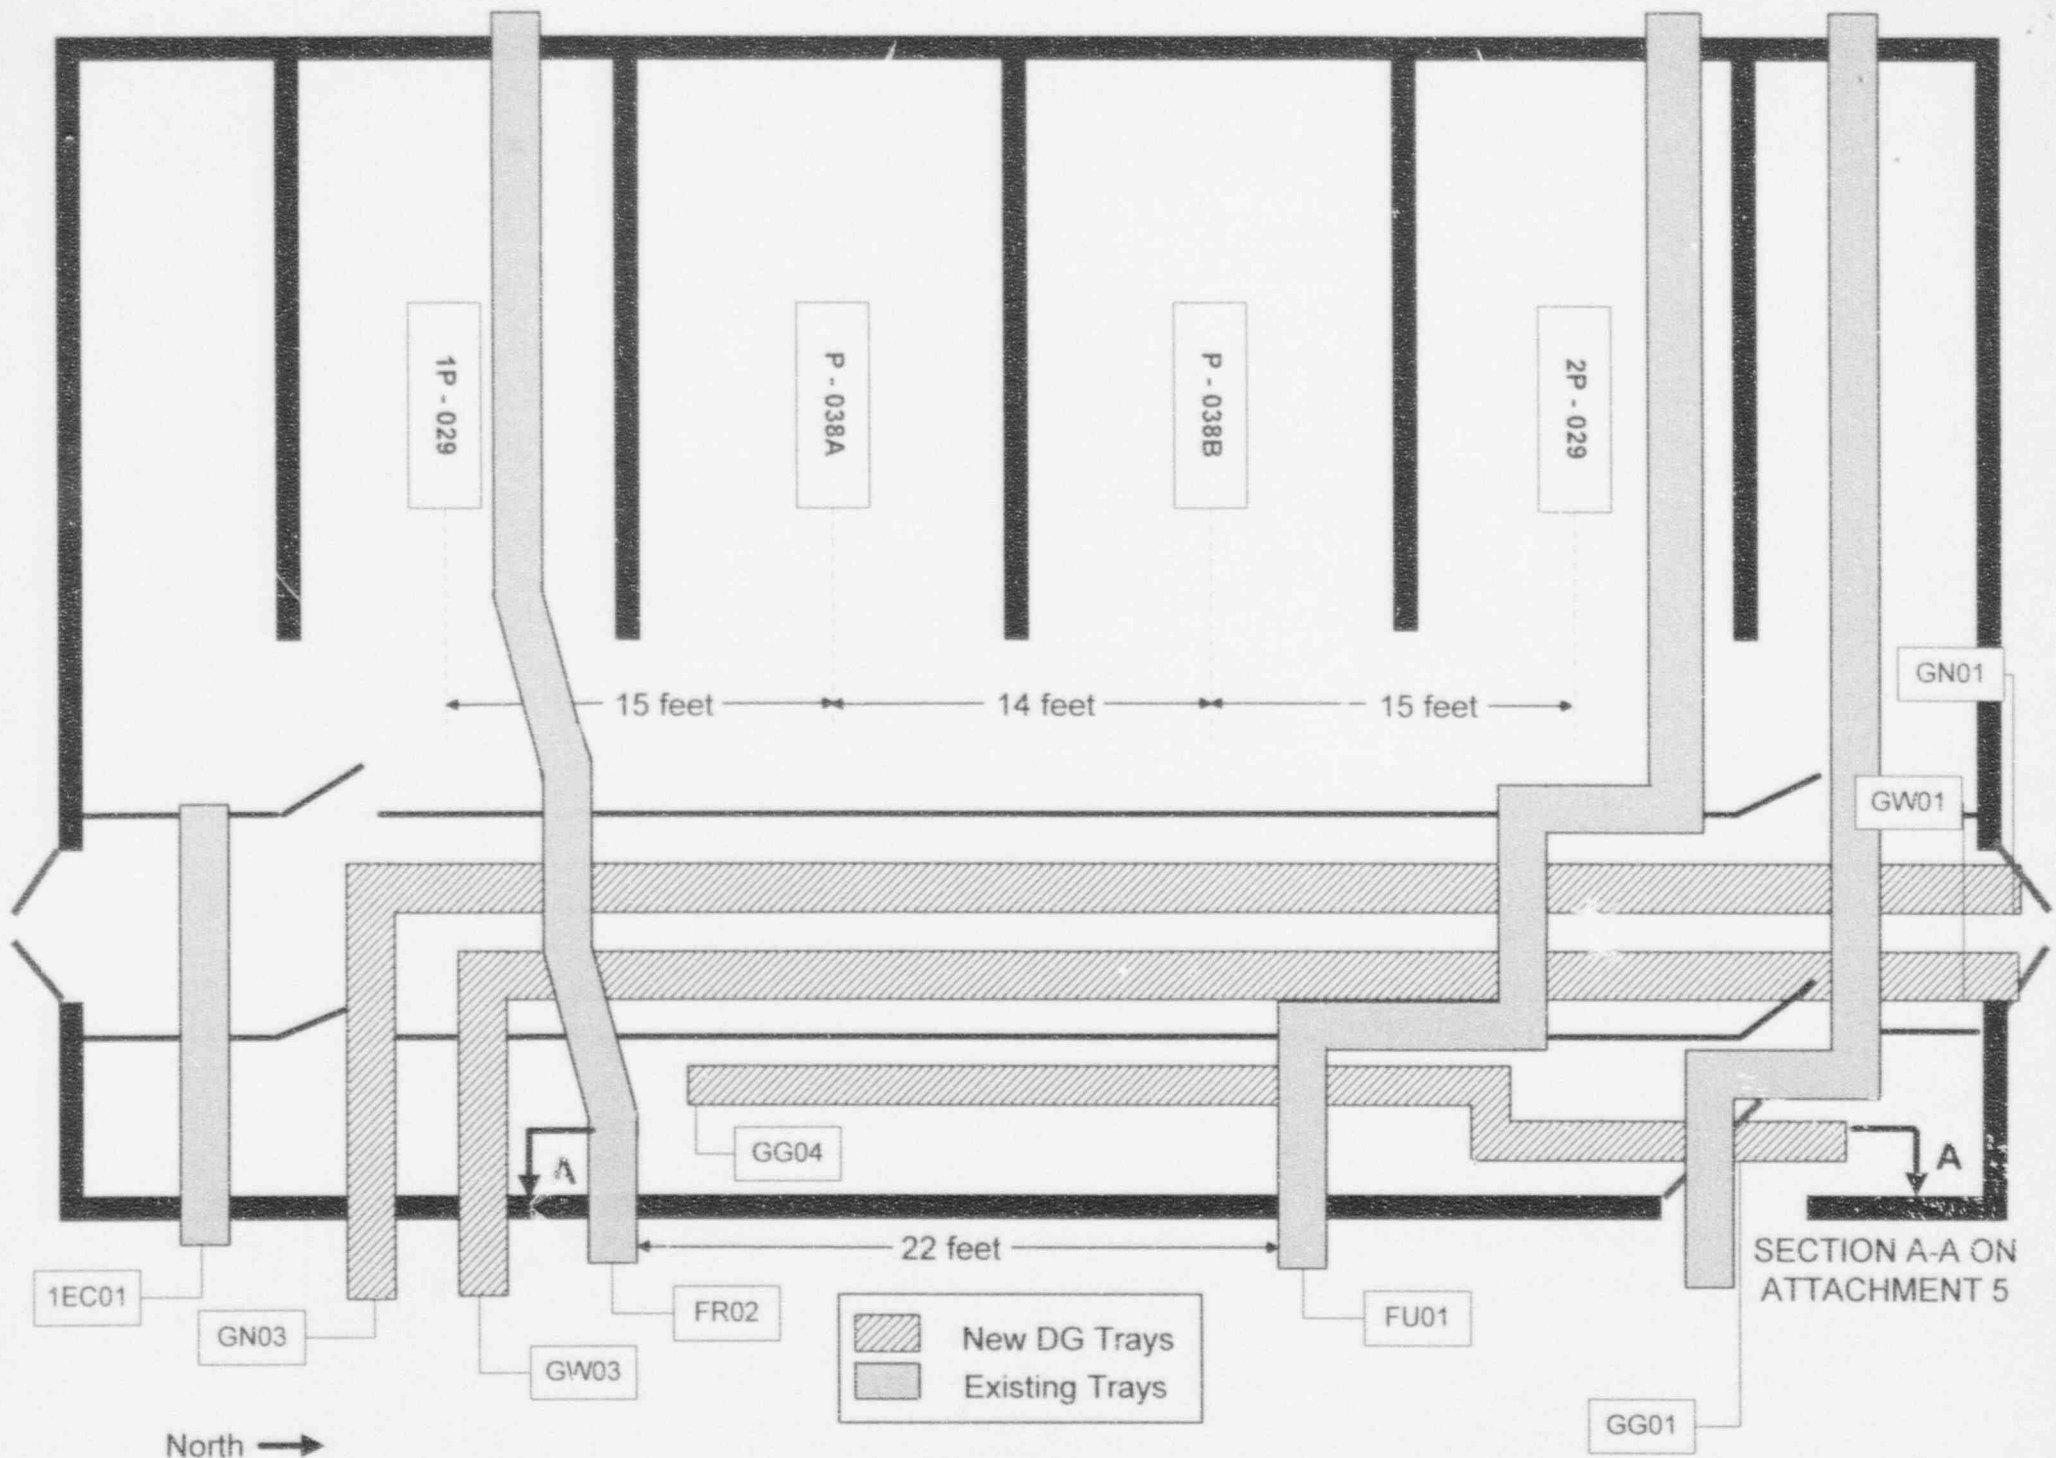 1P - 029
P - 038A
P - 038B
2P - 029
GN01
15 feet
14 feet
15 feet
GW01
GG04
A
A
22 feet
SECTION A-A ON
ATTACHMENT 5
1EC01
GN03
FR02
FU01
New DG Trays
GW03
Existing Trays
GG01
North